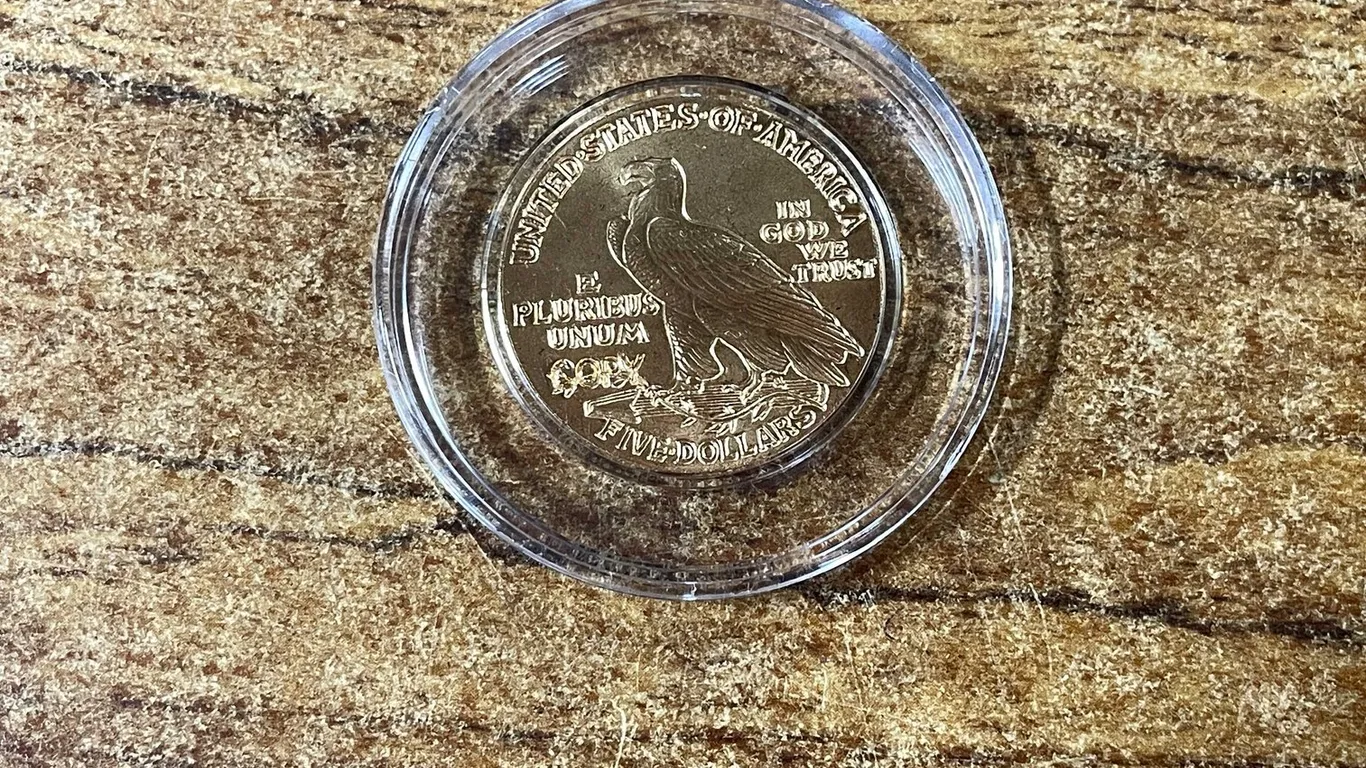 UNITED·STATES·OF·AMERICA
IN
GOD
WE
TRUST
E
PLURIBUS
UNUM
COPY
FIVE·DOLLARS